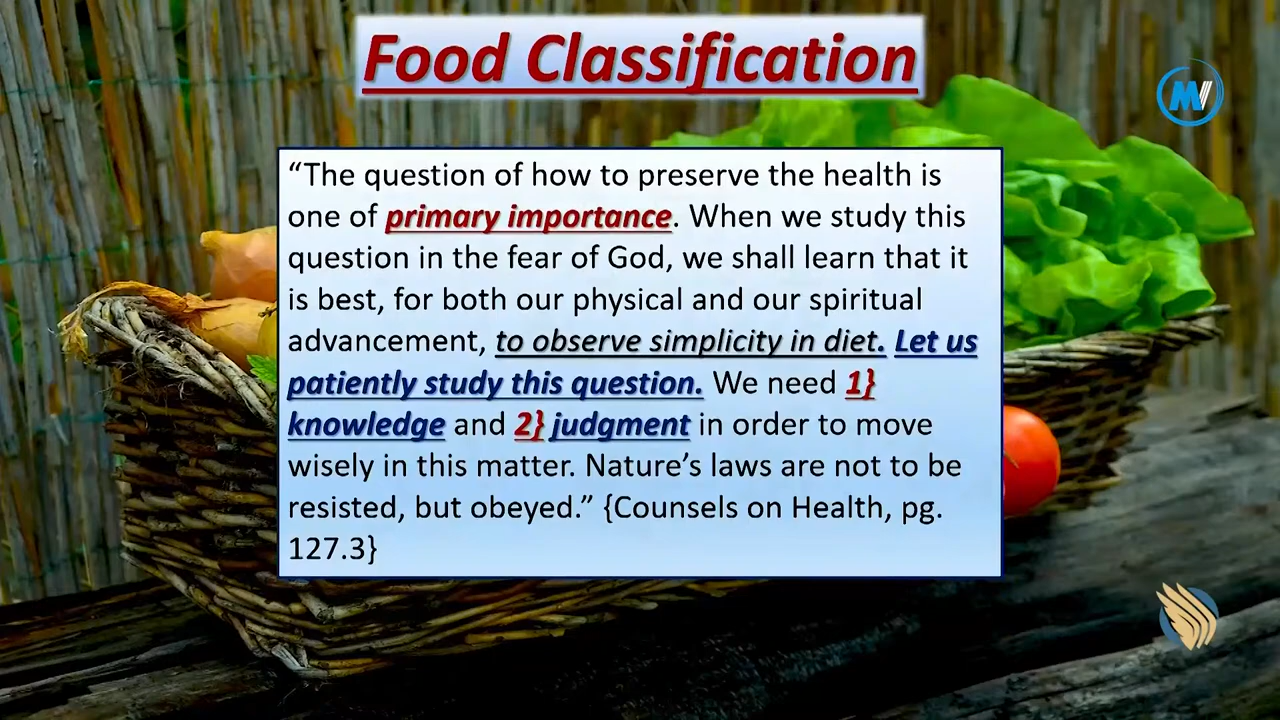 Food Classification
MV
“The question of how to preserve the health is
one of primary importance. When we study this
question in the fear of God, we shall learn that it
is best, for both our physical and our spiritual
advancement, to observe simplicity in diet. Let us
patiently study this question. We need 1}
knowledge and 2} judgment in order to move
wisely in this matter. Nature’s laws are not to be
resisted, but obeyed.” {Counsels on Health, pg.
127.3}